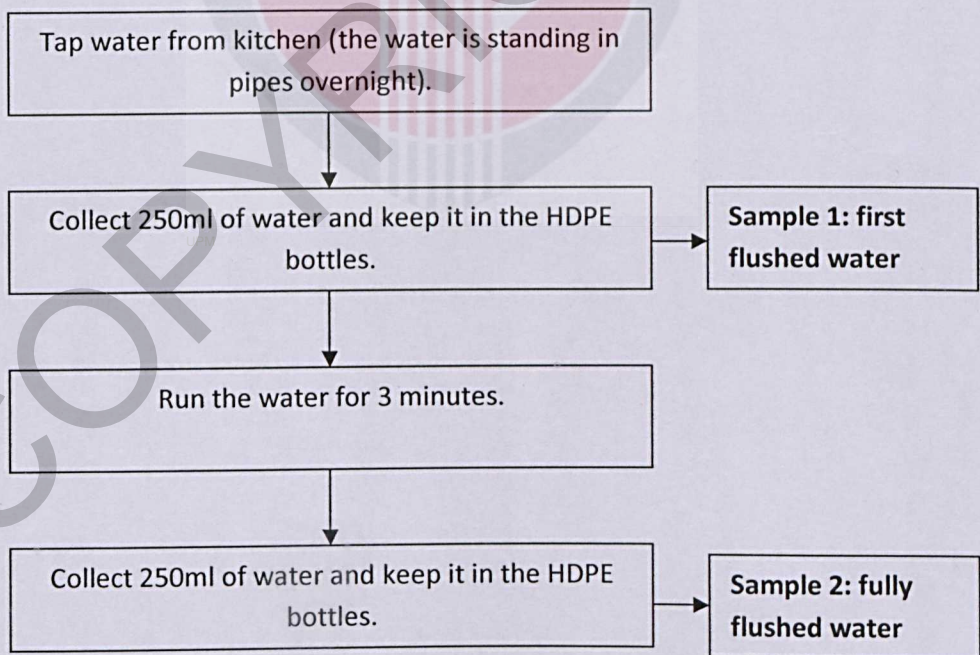 Tap water from kitchen (the water is standing in
pipes overnight).
Collect 250ml of water and keep it in the HDPE
bottles.
Sample 1: first
flushed water
Run the water for 3 minutes.
Collect 250ml of water and keep it in the HDPE
bottles.
Sample 2: fully
flushed water
COPYRI